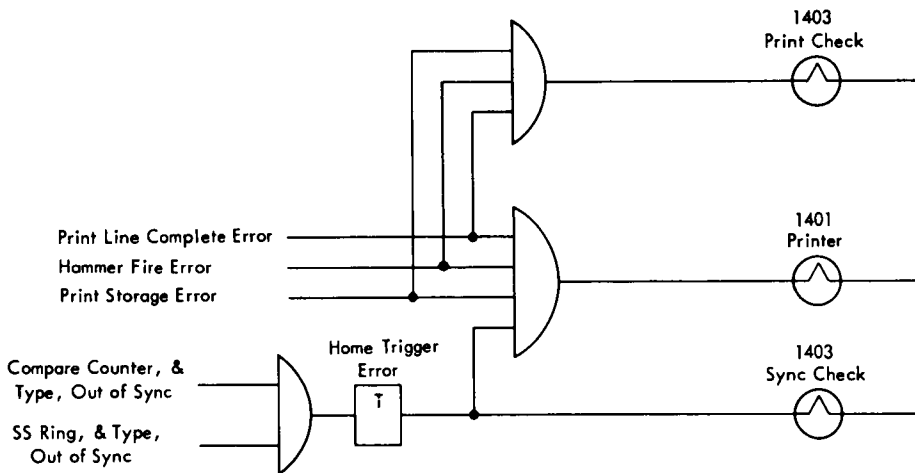 1403
Print Check
Print Line Complete Error
Hammer Fire Error
Print Storage Error
1401
Printer
Compare Counter, &
Type, Out of Sync
SS Ring, & Type,
Out of Sync
Home Trigger
Error
T
1403
Sync Check